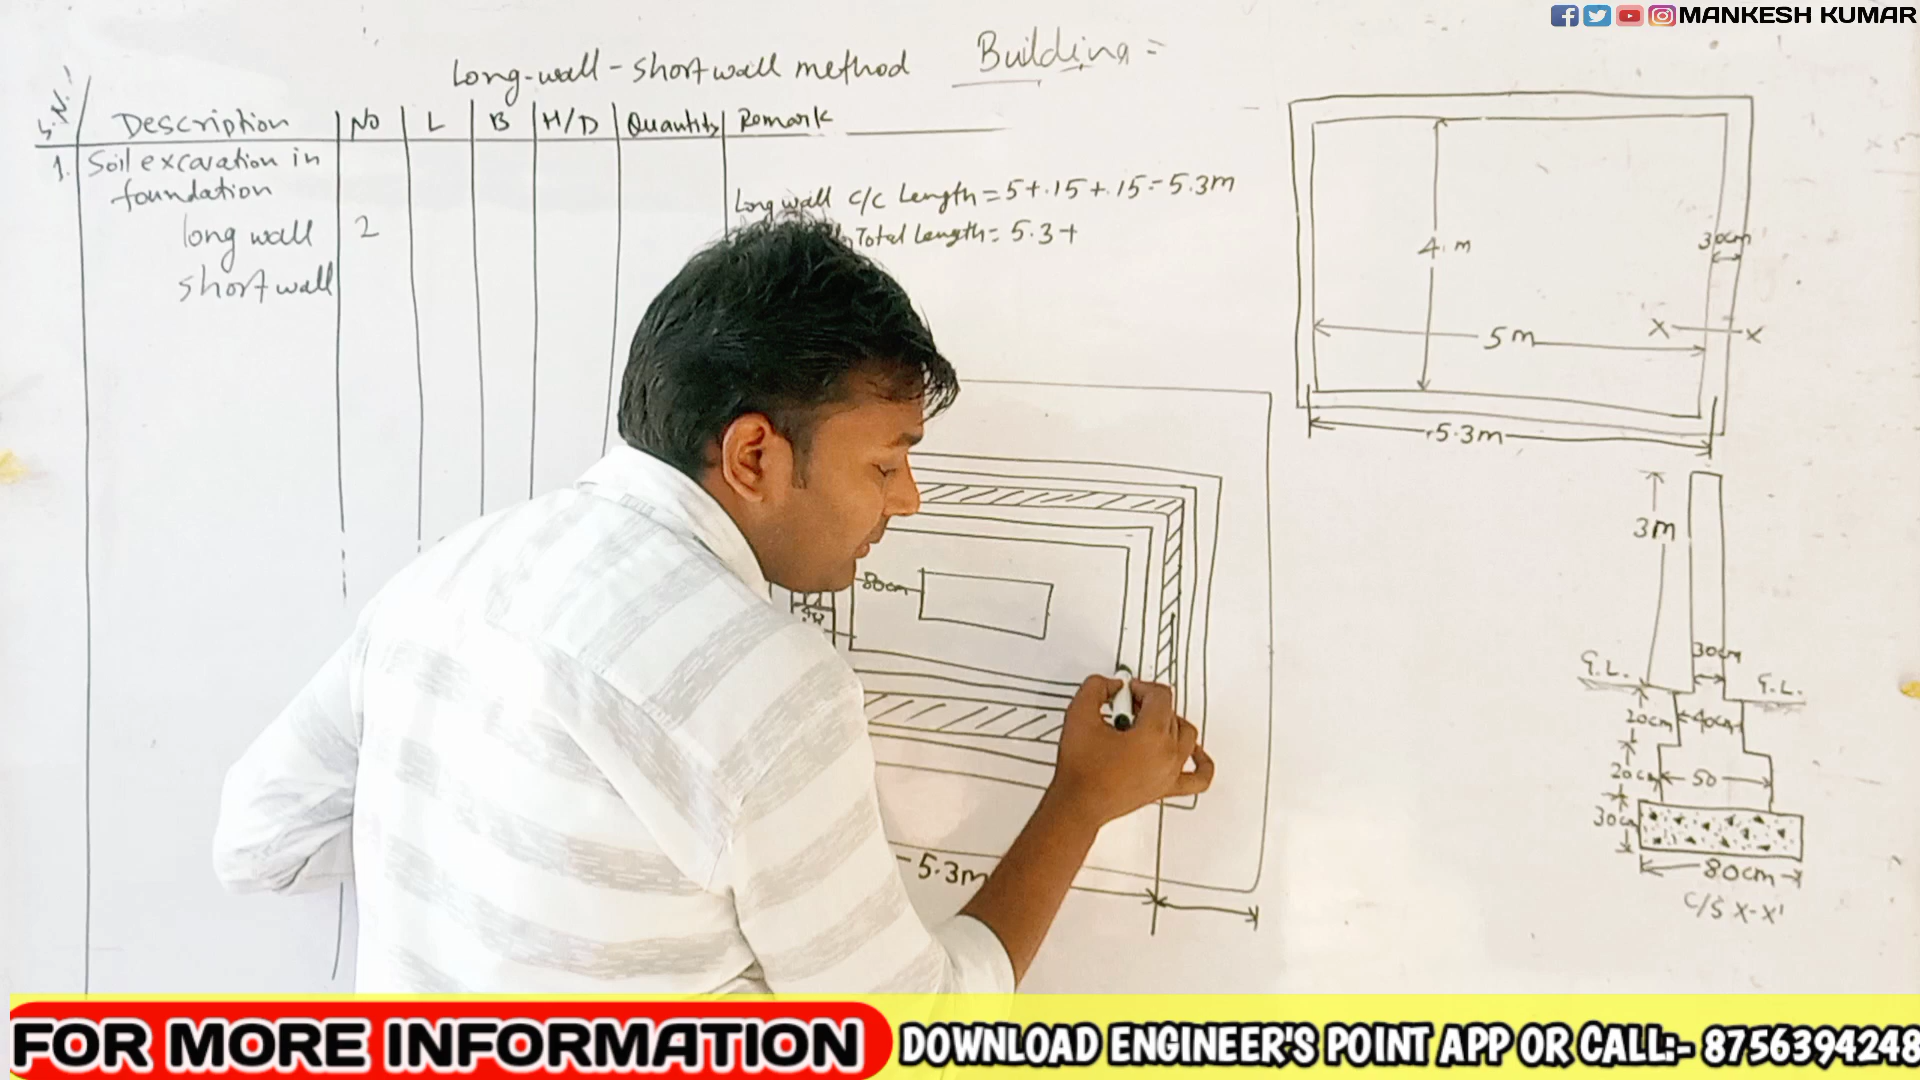 MANKESH KUMAR
Long-wall-short wall method Building =
S.N. Description No L B H/D Quantity Remark
1. Soil excavation in
foundation
Long wall C/C Length = 5+.15+.15=5.3m
long wall 2
Total Length = 5.3+
short wall
4.m
30cm
5m
X X
5.3m
3m
80cm
30cm
G.L. G.L.
20cm 40cm
20cm 50
30cm
5.3m
80cm
C/S X-X'
FOR MORE INFORMATION DOWNLOAD ENGINEER'S POINT APP OR CALL:- 8756394248